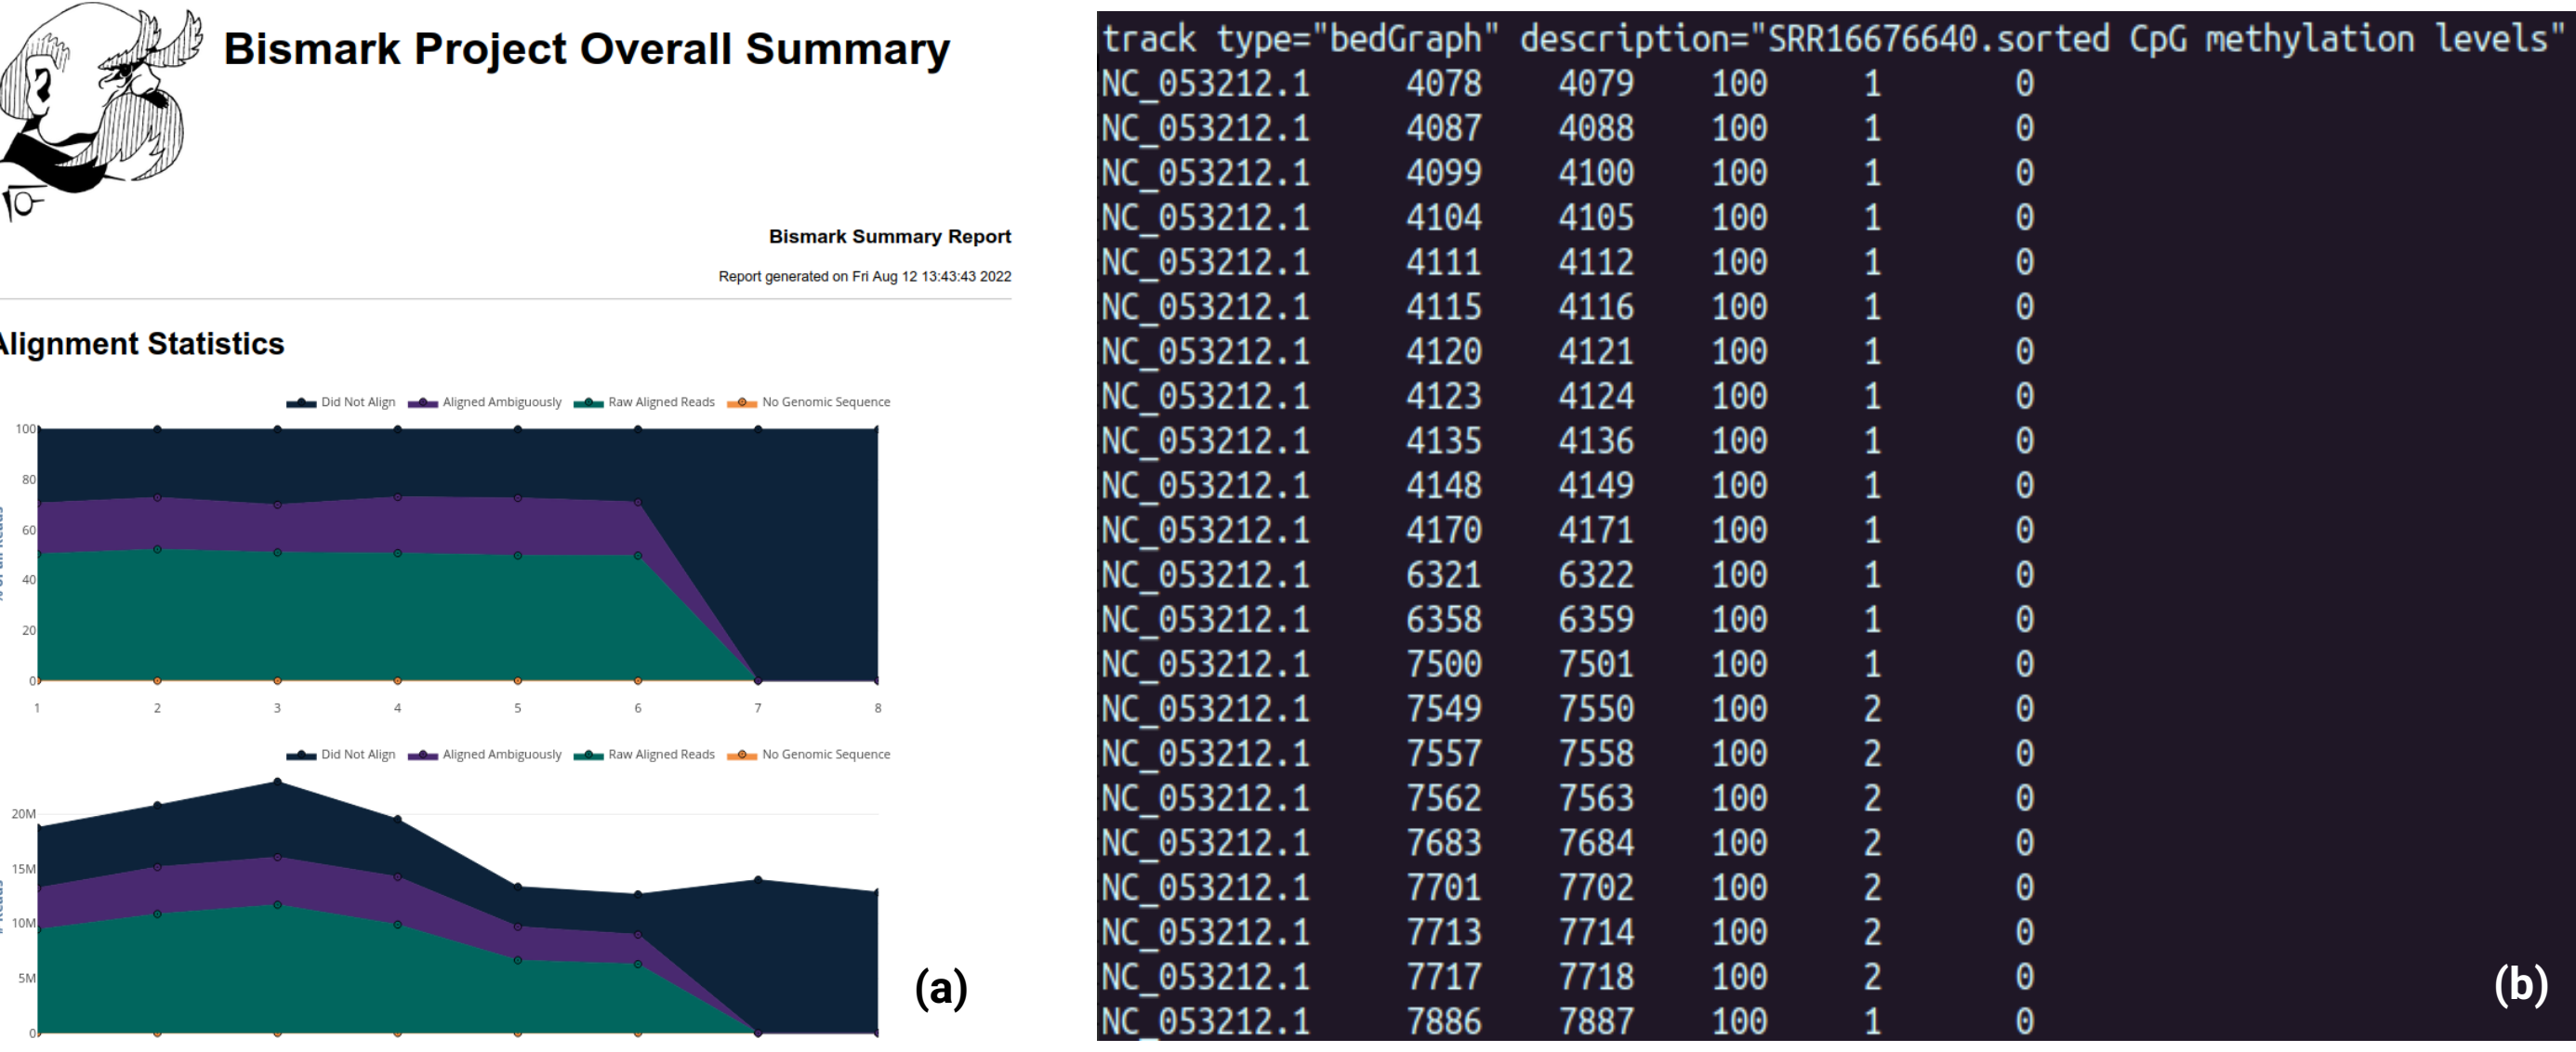 Bismark Project Overall Summary
Bismark Summary Report
Report generated on Fri Aug 12 13:43:43 2022
Alignment Statistics
Did Not Align Aligned Ambiguously Raw Aligned Reads No Genomic Sequence
100
80
60
40
20
0
1 2 3 4 5 6 7 8
Did Not Align Aligned Ambiguously Raw Aligned Reads No Genomic Sequence
20M
15M
10M
5M
0
(a)
track type="bedGraph" description="SRR16676640.sorted CpG methylation levels"
NC_053212.1 4078 4079 100 1 0
NC_053212.1 4087 4088 100 1 0
NC_053212.1 4099 4100 100 1 0
NC_053212.1 4104 4105 100 1 0
NC_053212.1 4111 4112 100 1 0
NC_053212.1 4115 4116 100 1 0
NC_053212.1 4120 4121 100 1 0
NC_053212.1 4123 4124 100 1 0
NC_053212.1 4135 4136 100 1 0
NC_053212.1 4148 4149 100 1 0
NC_053212.1 4170 4171 100 1 0
NC_053212.1 6321 6322 100 1 0
NC_053212.1 6358 6359 100 1 0
NC_053212.1 7500 7501 100 1 0
NC_053212.1 7549 7550 100 2 0
NC_053212.1 7557 7558 100 2 0
NC_053212.1 7562 7563 100 2 0
NC_053212.1 7683 7684 100 2 0
NC_053212.1 7701 7702 100 2 0
NC_053212.1 7713 7714 100 2 0
NC_053212.1 7717 7718 100 2 0
NC_053212.1 7886 7887 100 1 0
(b)